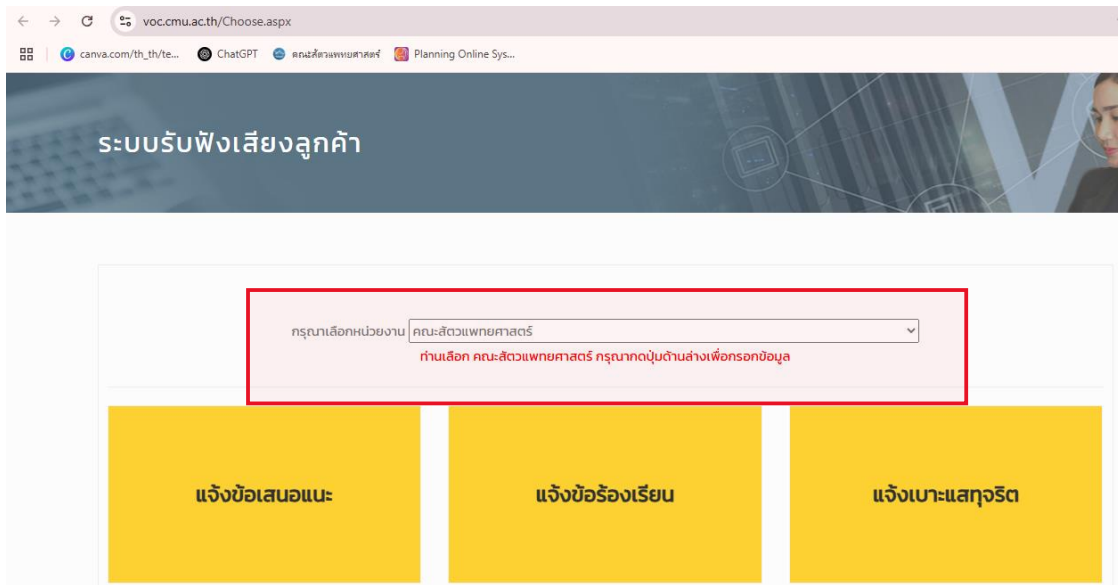 voc.cmu.ac.th/Choose.aspx
canva.com/th_th/te... ChatGPT คณะสัตวแพทยศาสตร์ Planning Online Sys...
ระบบรับฟังเสียงลูกค้า
กรุณาเลือกหน่วยงาน คณะสัตวแพทยศาสตร์
ท่านเลือก คณะสัตวแพทยศาสตร์ กรุณากดปุ่มด้านล่างเพื่อกรอกข้อมูล
แจ้งข้อเสนอแนะ แจ้งข้อร้องเรียน แจ้งเบาะแสทุจริต